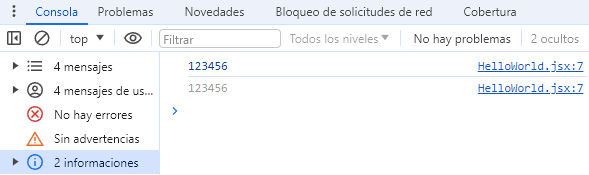 Consola Problemas Novedades Bloqueo de solicitudes de red Cobertura
top Filtrar Todos los niveles No hay problemas 2 ocultos
4 mensajes
4 mensajes de us...
No hay errores
Sin advertencias
2 informaciones
123456 HelloWorld.jsx:7
123456 HelloWorld.jsx:7